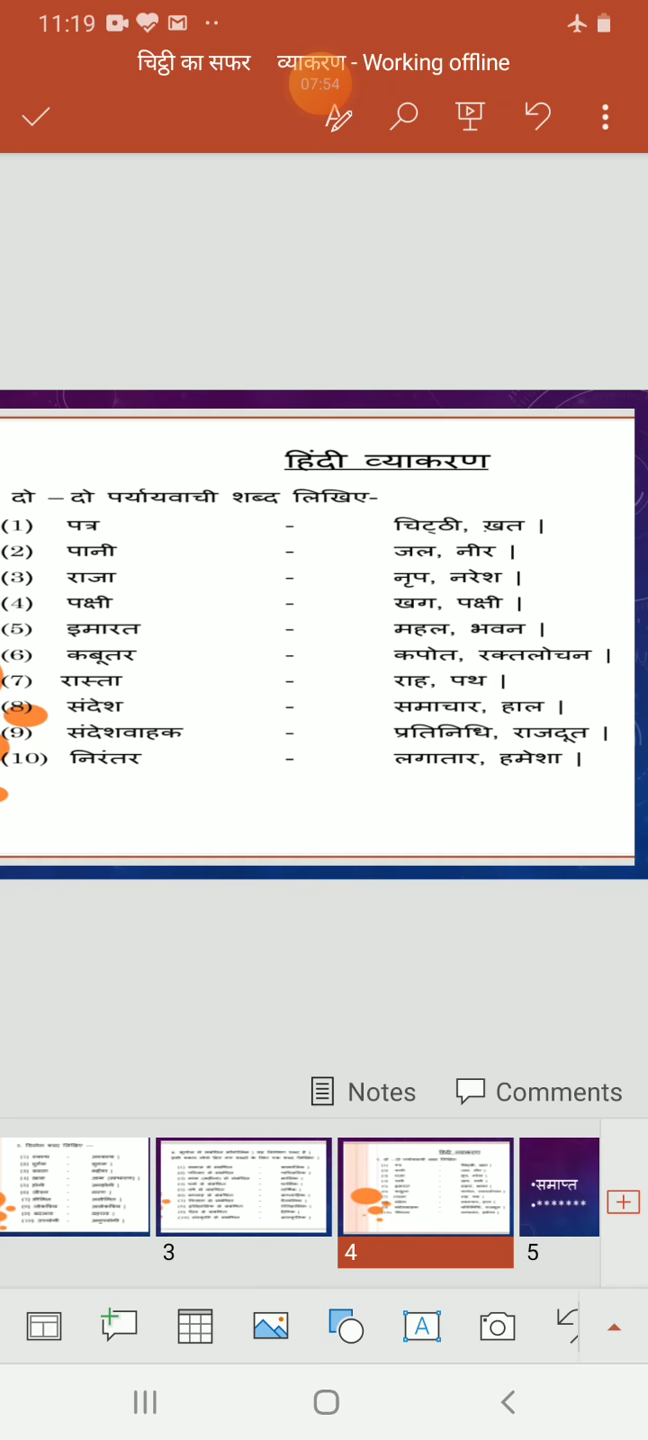 11:19
चिट्ठी का सफर व्याकरण - Working offline
07:54
हिंदी व्याकरण
दो – दो पर्यायवाची शब्द लिखिए-
(1) पत्र - चिट्ठी, ख़त |
(2) पानी - जल, नीर |
(3) राजा - नृप, नरेश |
(4) पक्षी - खग, पक्षी |
(5) इमारत - महल, भवन |
(6) कबूतर - कपोत, रक्तलोचन |
(7) रास्ता - राह, पथ |
(8) संदेश - समाचार, हाल |
(9) संदेशवाहक - प्रतिनिधि, राजदूत |
(10) निरंतर - लगातार, हमेशा |
Notes Comments
•समाप्त
•*******
3 4 5
A